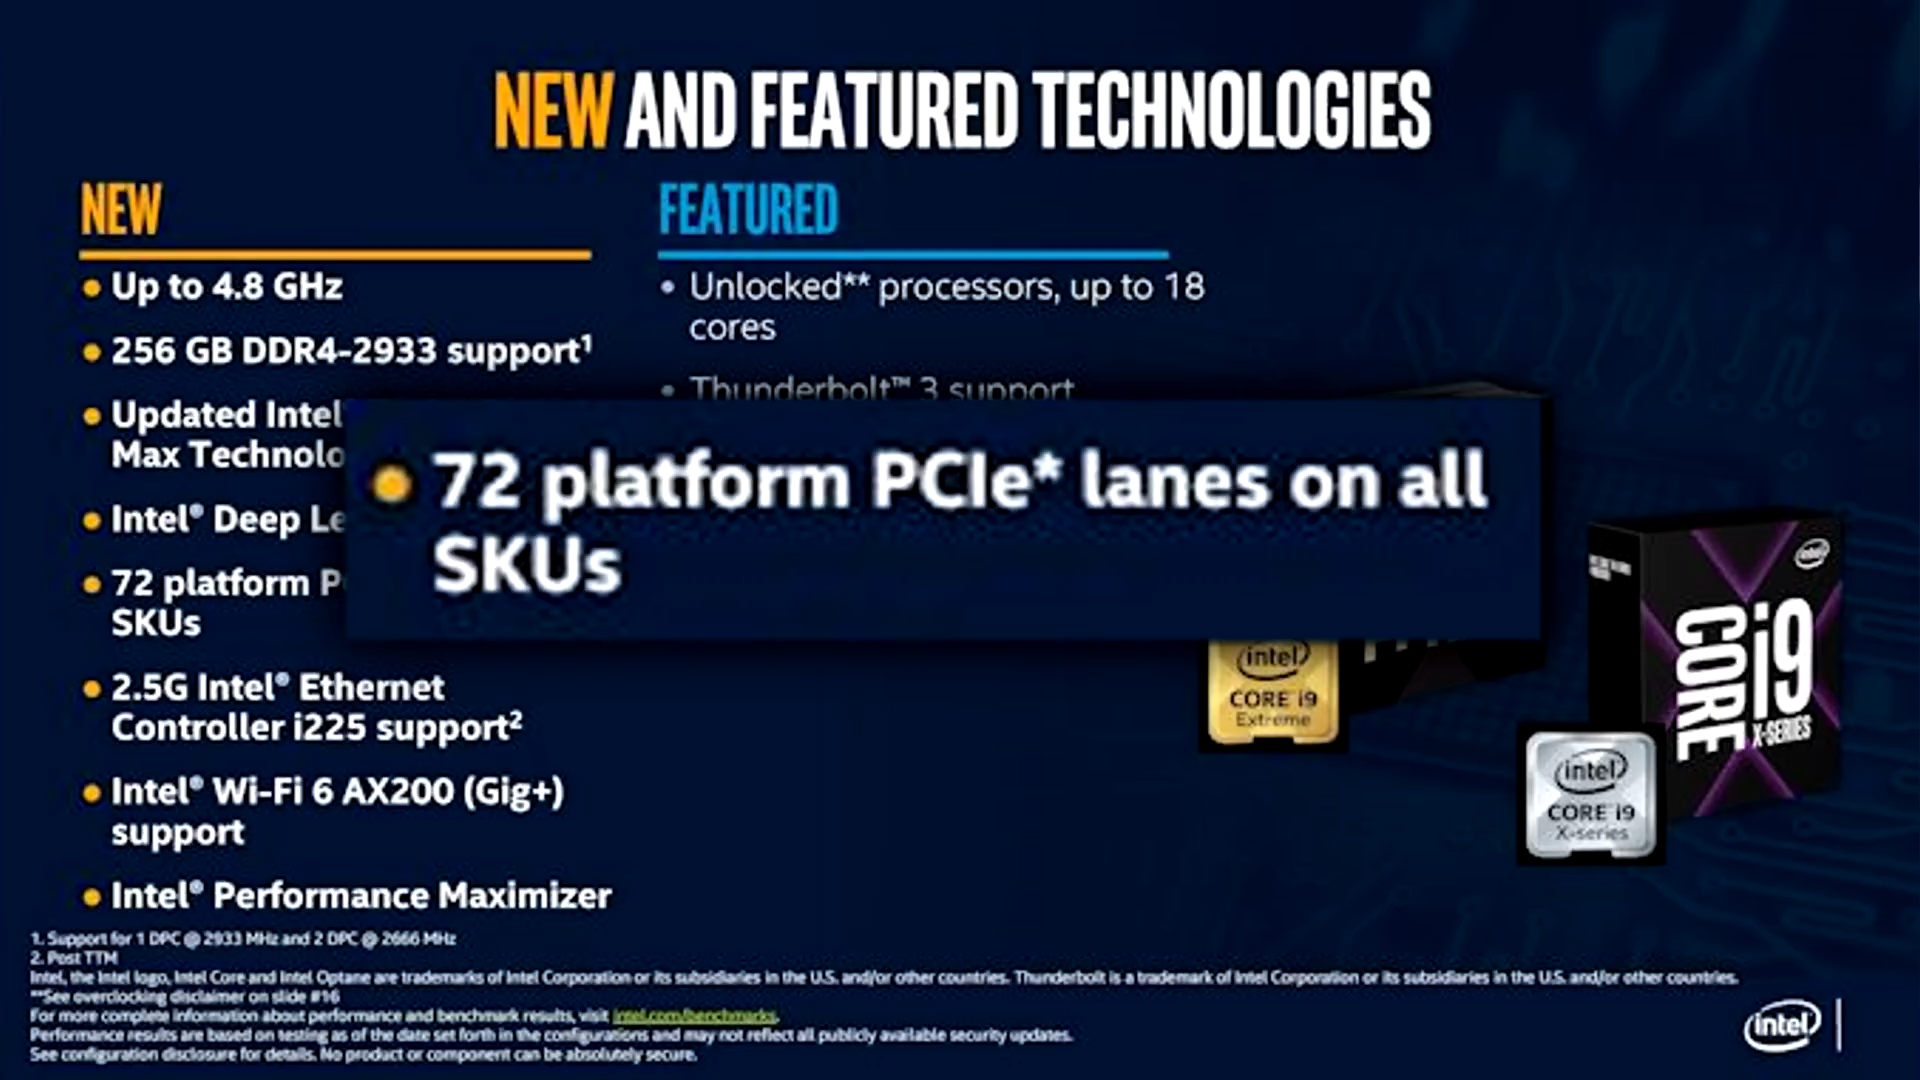 NEW AND FEATURED TECHNOLOGIES
NEW
• Up to 4.8 GHz
• 256 GB DDR4-2933 support¹
• Updated Intel
Max Technolo
• Intel® Deep Le
• 72 platform P
SKUs
• 2.5G Intel® Ethernet
Controller i225 support²
• Intel® Wi-Fi 6 AX200 (Gig+)
support
• Intel® Performance Maximizer
FEATURED
• Unlocked** processors, up to 18
cores
• Thunderbolt™ 3 support
• 72 platform PCIe* lanes on all
SKUs
intel
CORE i9
Extreme
intel
CORE i9
X-SERIES
intel
CORE i9
X-series
1. Support for 1 DPC @ 2933 MHz and 2 DPC @ 2666 MHz
2. Post TTM
Intel, the Intel logo, Intel Core and Intel Optane are trademarks of Intel Corporation or its subsidiaries in the U.S. and/or other countries. Thunderbolt is a trademark of Intel Corporation or its subsidiaries in the U.S. and/or other countries.
**See overclocking disclaimer on slide #16
For more complete information about performance and benchmark results, visit intel.com/benchmarks.
Performance results are based on testing as of the date set forth in the configurations and may not reflect all publicly available security updates.
See configuration disclosure for details. No product or component can be absolutely secure.
intel